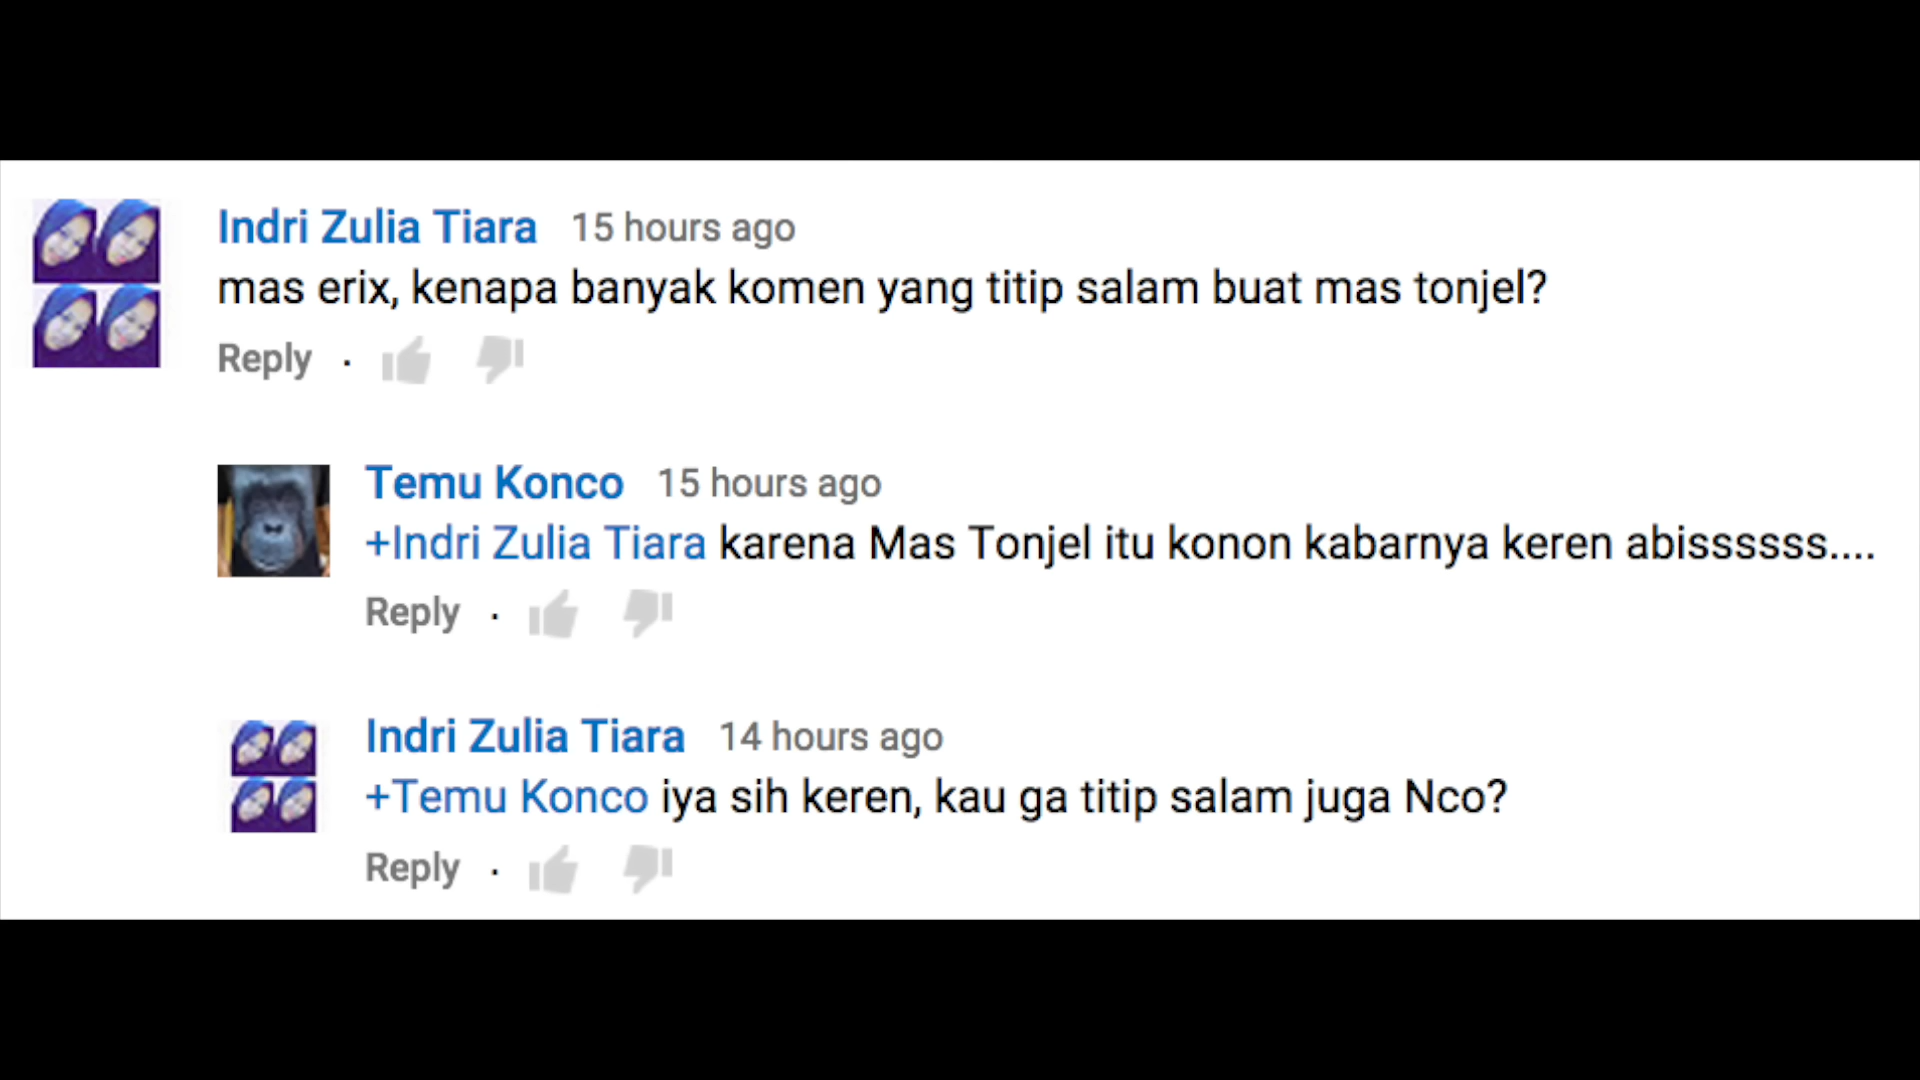 Indri Zulia Tiara 15 hours ago
mas erix, kenapa banyak komen yang titip salam buat mas tonjel?
Reply ·
Temu Konco 15 hours ago
+Indri Zulia Tiara karena Mas Tonjel itu konon kabarnya keren abissssss....
Reply ·
Indri Zulia Tiara 14 hours ago
+Temu Konco iya sih keren, kau ga titip salam juga Nco?
Reply ·